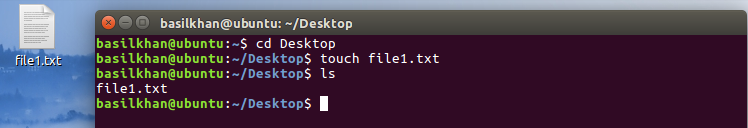 file1.txt
basilkhan@ubuntu: ~/Desktop
basilkhan@ubuntu:~$ cd Desktop
basilkhan@ubuntu:~/Desktop$ touch file1.txt
basilkhan@ubuntu:~/Desktop$ ls
file1.txt
basilkhan@ubuntu:~/Desktop$